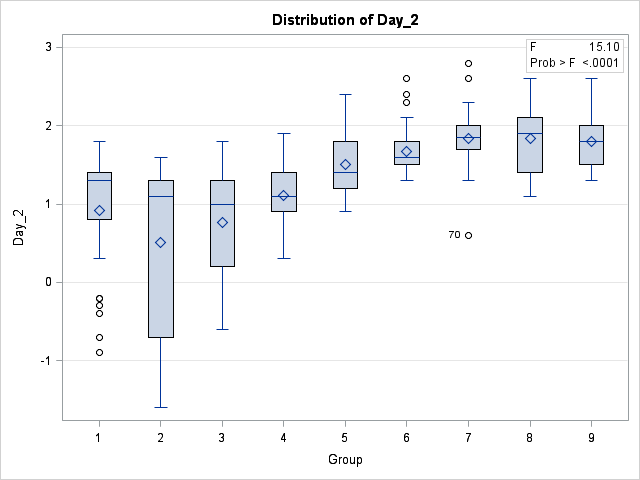 Distribution of Day_2
F 15.10
Prob > F <.0001
3
2
1
0
-1
Day_2
70
1 2 3 4 5 6 7 8 9
Group